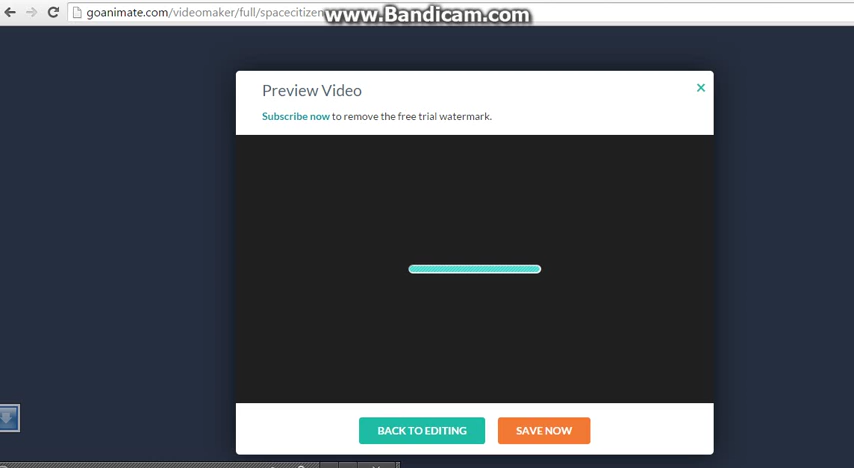 goanimate.com/videomaker/full/spacecitizen
www.Bandicam.com
Preview Video
Subscribe now to remove the free trial watermark.
BACK TO EDITING
SAVE NOW